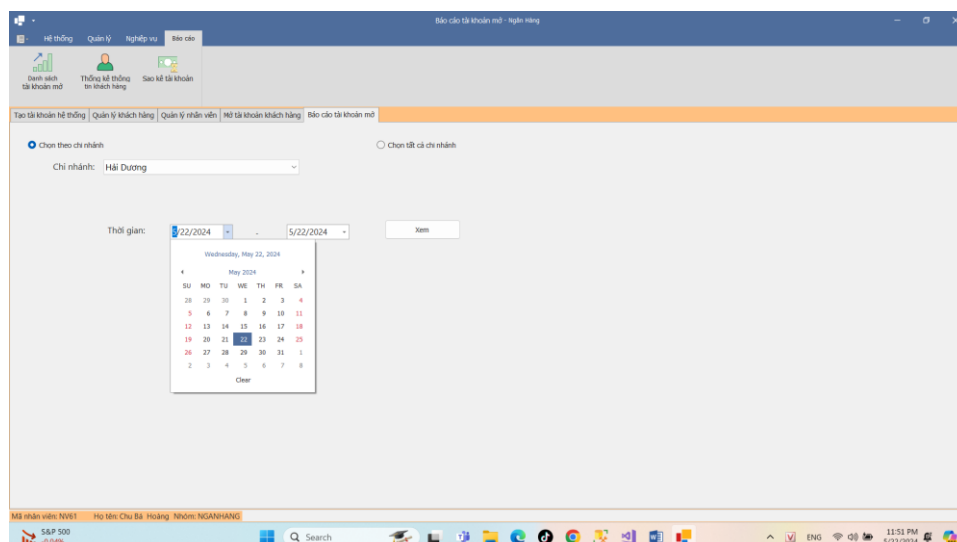 Báo cáo tài khoản mở - Ngân Hàng
Hệ thống Quản lý Nghiệp vụ Báo cáo
Danh sách tài khoản mở
Thống kê thông tin khách hàng
Sao kê tài khoản
Tạo tài khoản hệ thống Quản lý khách hàng Quản lý nhân viên Mở tài khoản khách hàng Báo cáo tài khoản mở
Chọn theo chi nhánh Chọn tất cả chi nhánh
Chi nhánh: Hải Dương
Thời gian: 5/22/2024 - 5/22/2024 Xem
Wednesday, May 22, 2024
May 2024
SU MO TU WE TH FR SA
28 29 30 1 2 3 4
5 6 7 8 9 10 11
12 13 14 15 16 17 18
19 20 21 22 23 24 25
26 27 28 29 30 31 1
2 3 4 5 6 7 8
Clear
Mã nhân viên: NV61 Họ tên: Chu Bá Hoàng Nhóm: NGANHANG
S&P 500 Search ENG 11:51 PM
-0.04% 5/22/2024